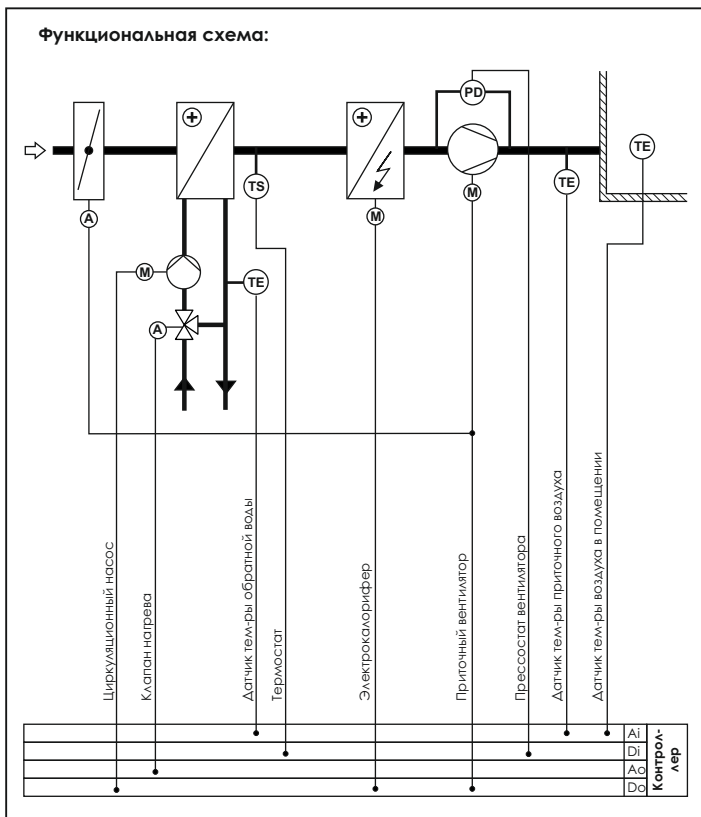 Функциональная схема:
PD
TE
TS
TE
A
M
M
M
TE
A
Циркуляционный насос
Клапан нагрева
Датчик тем-ры обратной воды
Термостат
Электрокалорифер
Приточный вентилятор
Прессостат вентилятора
Датчик тем-ры приточного воздуха
Датчик тем-ры воздуха в помещении
Ai
Di
Ao
Do
Контрол-
лер